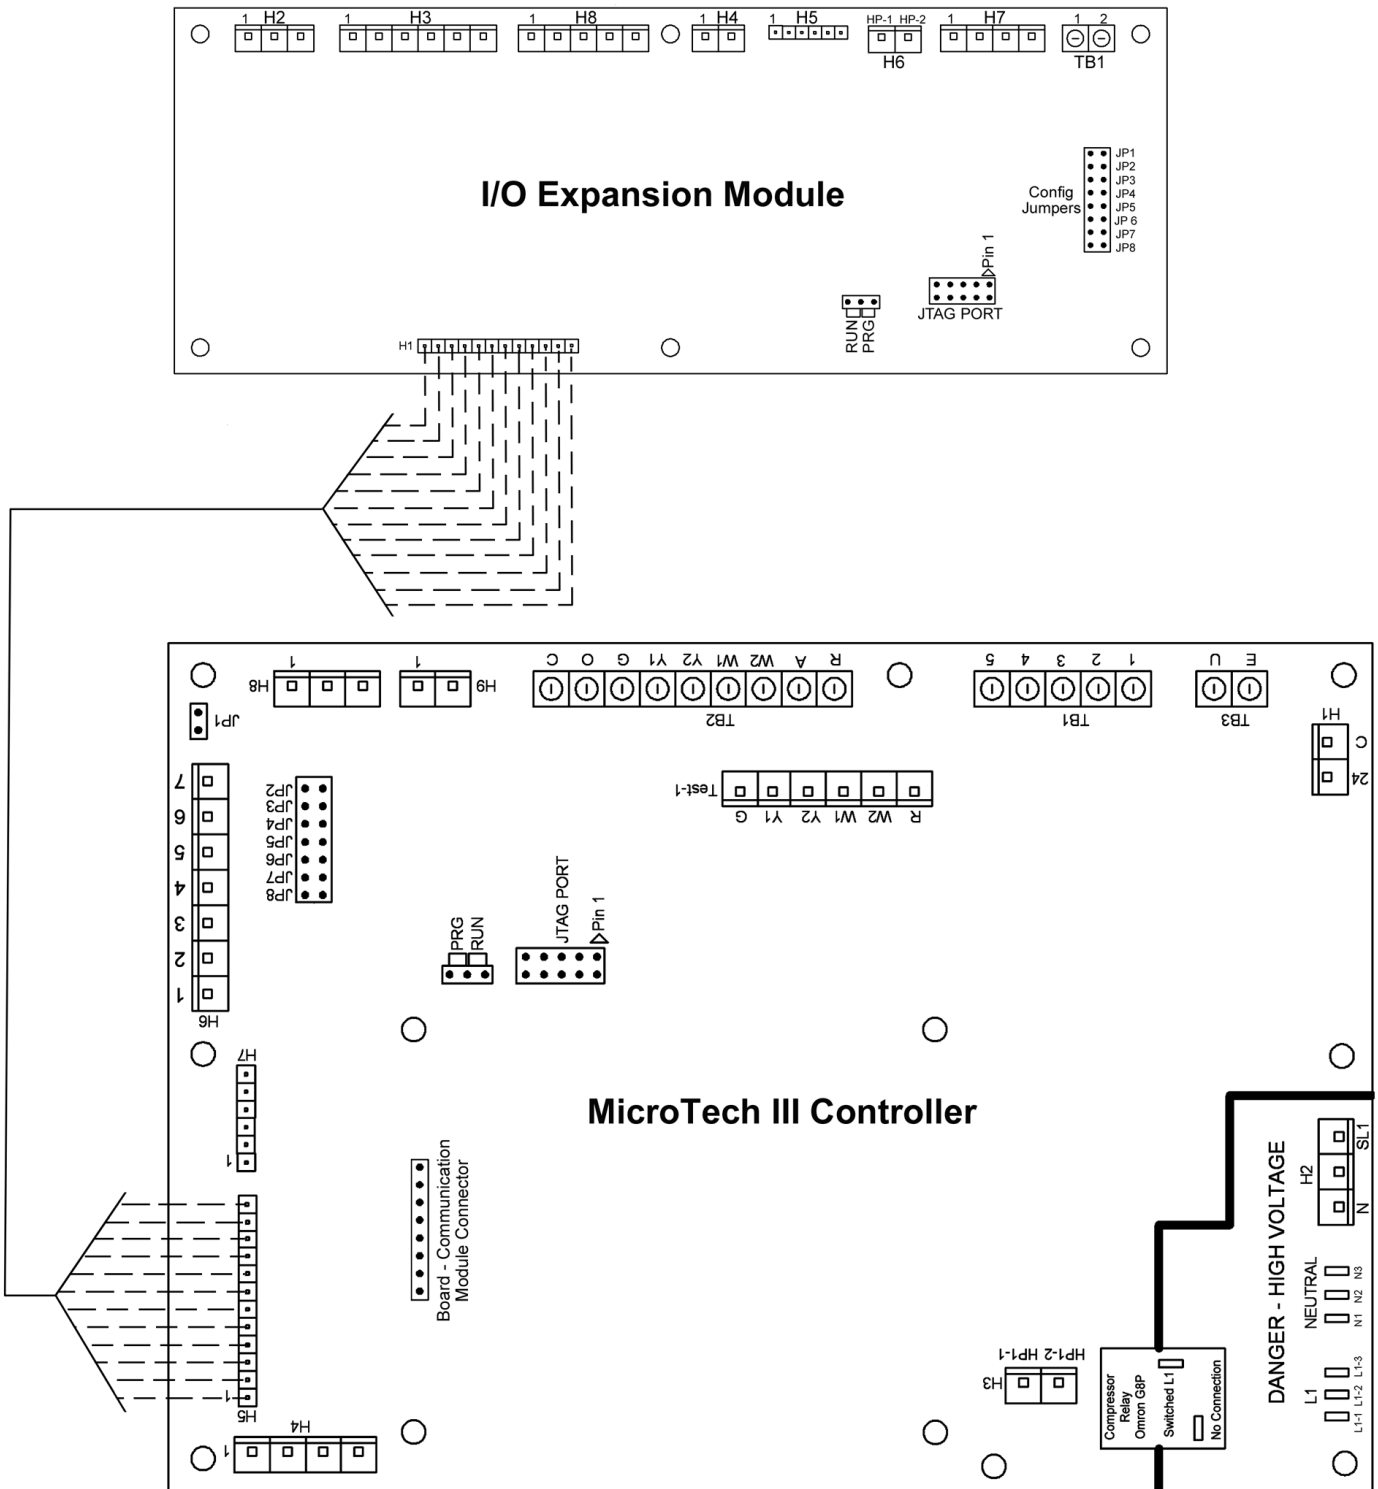 1 H2
1 H3
1 H8
1 H4
1 H5
HP-1 HP-2
H6
1 H7
1 2
TB1
I/O Expansion Module
Config
Jumpers
JP1
JP2
JP3
JP4
JP5
JP 6
JP7
JP8
Pin 1
JTAG PORT
RUN
PRG
H1
H8
1
1
H9
C O G Y1 Y2 W1 W2 A R
TB2
5 4 3 2 1
TB1
U E
TB3
H1
C
24
JP1
7
6
5
4
3
2
1
H6
JP2
JP3
JP4
JP5
JP6
JP7
JP8
Test-1
G Y1 Y2 W1 W2 R
PRG
RUN
JTAG PORT
Pin 1
H7
1
MicroTech III Controller
Board - Communication
Module Connector
1
H5
H4
1
H3
HP1-1 HP1-2
Compressor
Relay
Omron G8P
Switched L1
No Connection
DANGER - HIGH VOLTAGE
H2
SL1
N
NEUTRAL
N3
N2
N1
L1
L1-3
L1-2
L1-1